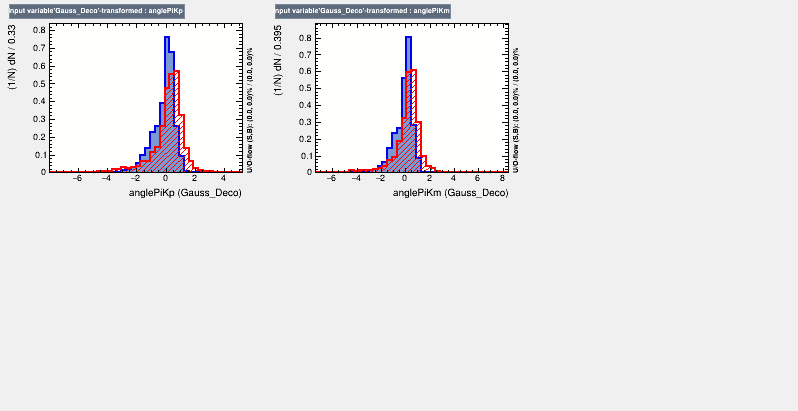 nput variable'Gauss_Deco'-transformed : anglePiKp
(1/N) dN / 0.33
0.8
0.7
0.6
0.5
0.4
0.3
0.2
0.1
0
−6 −4 −2 0 2 4
anglePiKp (Gauss_Deco)
U/O-flow (S,B): (0.0, 0.0)% / (0.0, 0.0)%
nput variable'Gauss_Deco'-transformed : anglePiKm
(1/N) dN / 0.395
0.8
0.7
0.6
0.5
0.4
0.3
0.2
0.1
0
−6 −4 −2 0 2 4 6 8
anglePiKm (Gauss_Deco)
U/O-flow (S,B): (0.0, 0.0)% / (0.0, 0.0)%